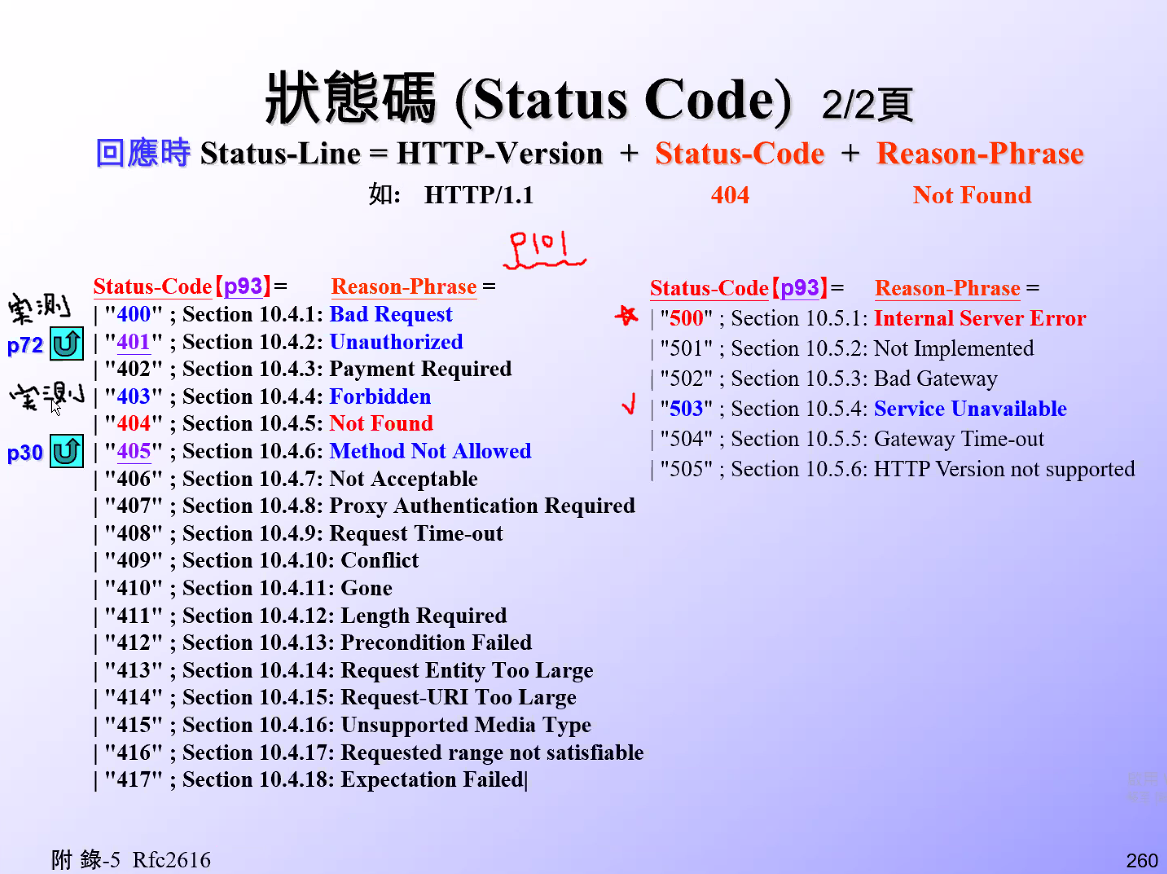 狀態碼 (Status Code) 2/2頁
回應時 Status-Line = HTTP-Version + Status-Code + Reason-Phrase
如: HTTP/1.1 404 Not Found
P101
Status-Code【p93】= Reason-Phrase =
実測
| "400" ; Section 10.4.1: Bad Request
p72 | "401" ; Section 10.4.2: Unauthorized
| "402" ; Section 10.4.3: Payment Required
実測 | "403" ; Section 10.4.4: Forbidden
| "404" ; Section 10.4.5: Not Found
p30 | "405" ; Section 10.4.6: Method Not Allowed
| "406" ; Section 10.4.7: Not Acceptable
| "407" ; Section 10.4.8: Proxy Authentication Required
| "408" ; Section 10.4.9: Request Time-out
| "409" ; Section 10.4.10: Conflict
| "410" ; Section 10.4.11: Gone
| "411" ; Section 10.4.12: Length Required
| "412" ; Section 10.4.13: Precondition Failed
| "413" ; Section 10.4.14: Request Entity Too Large
| "414" ; Section 10.4.15: Request-URI Too Large
| "415" ; Section 10.4.16: Unsupported Media Type
| "416" ; Section 10.4.17: Requested range not satisfiable
| "417" ; Section 10.4.18: Expectation Failed|
Status-Code【p93】= Reason-Phrase =
| "500" ; Section 10.5.1: Internal Server Error
| "501" ; Section 10.5.2: Not Implemented
| "502" ; Section 10.5.3: Bad Gateway
| "503" ; Section 10.5.4: Service Unavailable
| "504" ; Section 10.5.5: Gateway Time-out
| "505" ; Section 10.5.6: HTTP Version not supported
附 錄-5 Rfc2616
260